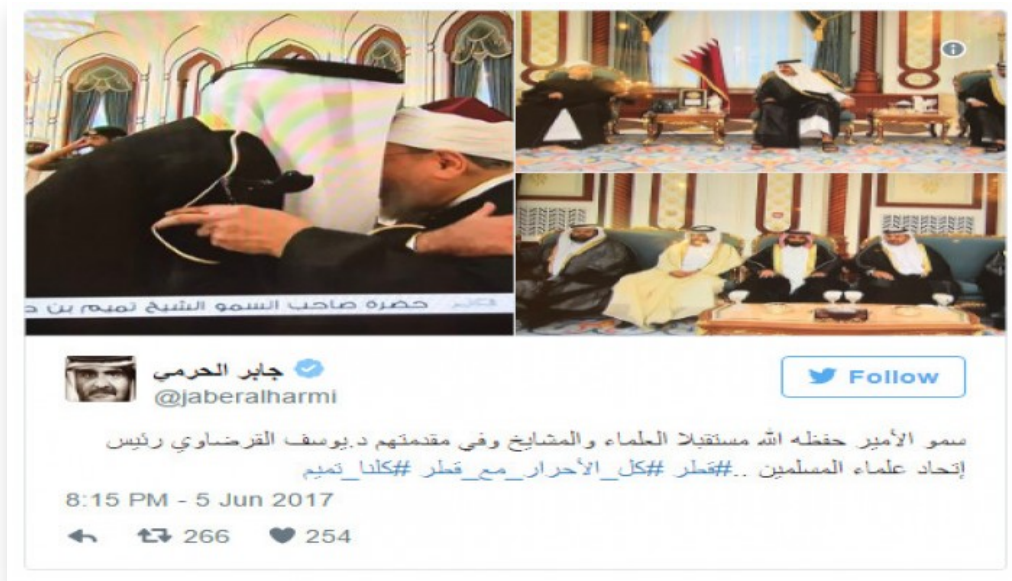 حضرة صاحب السمو الشيخ تميم بن
جابر الحرمي
@jaberalharmi
Follow
سمو الأمير حفظه الله مستقبلا العلماء والمشايخ وفي مقدمتهم د.يوسف القرضاوي رئيس
إتحاد علماء المسلمين ..#قطر #كل_الأحرار_مع_قطر #كلنا_تميم
8:15 PM - 5 Jun 2017
266 254